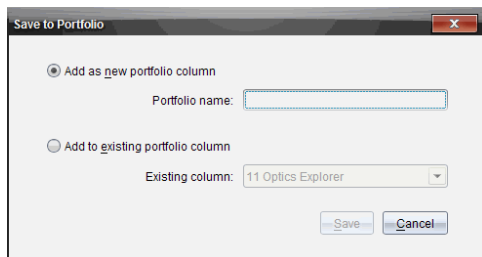 Save to Portfolio
Add as new portfolio column
Portfolio name:
Add to existing portfolio column
Existing column: 11 Optics Explorer
Save Cancel